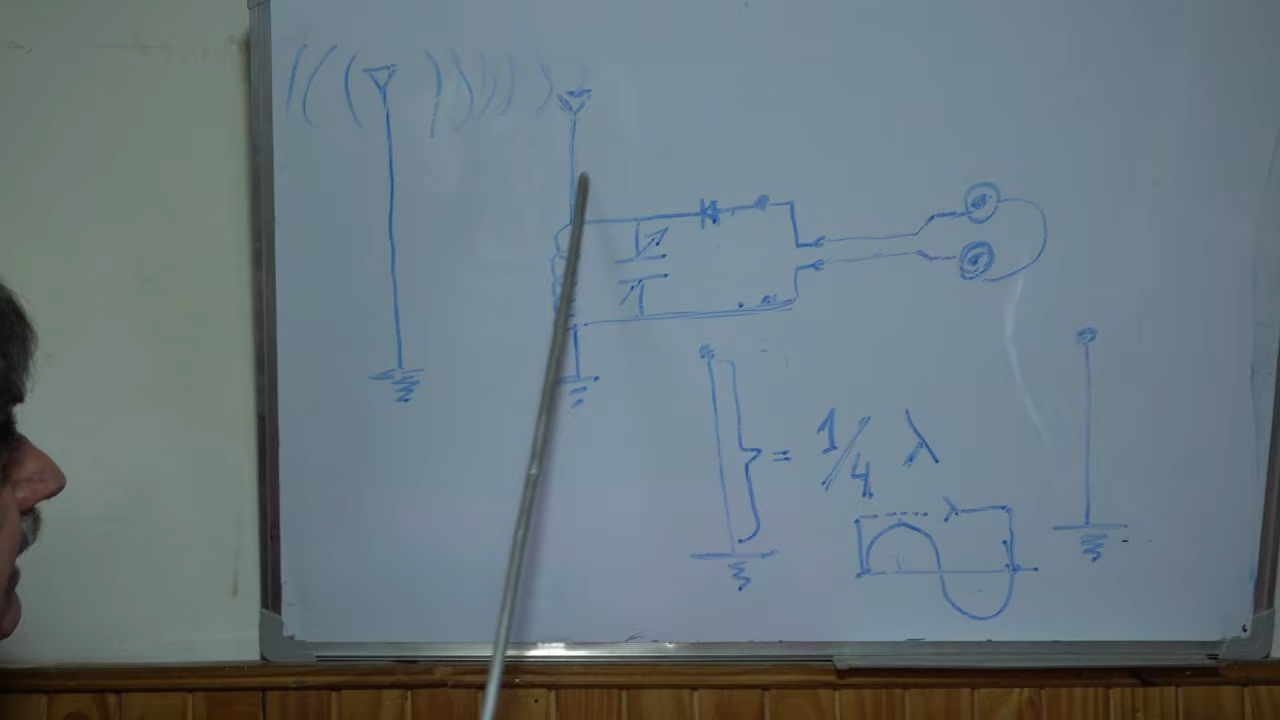 = 1/4 λ
λ